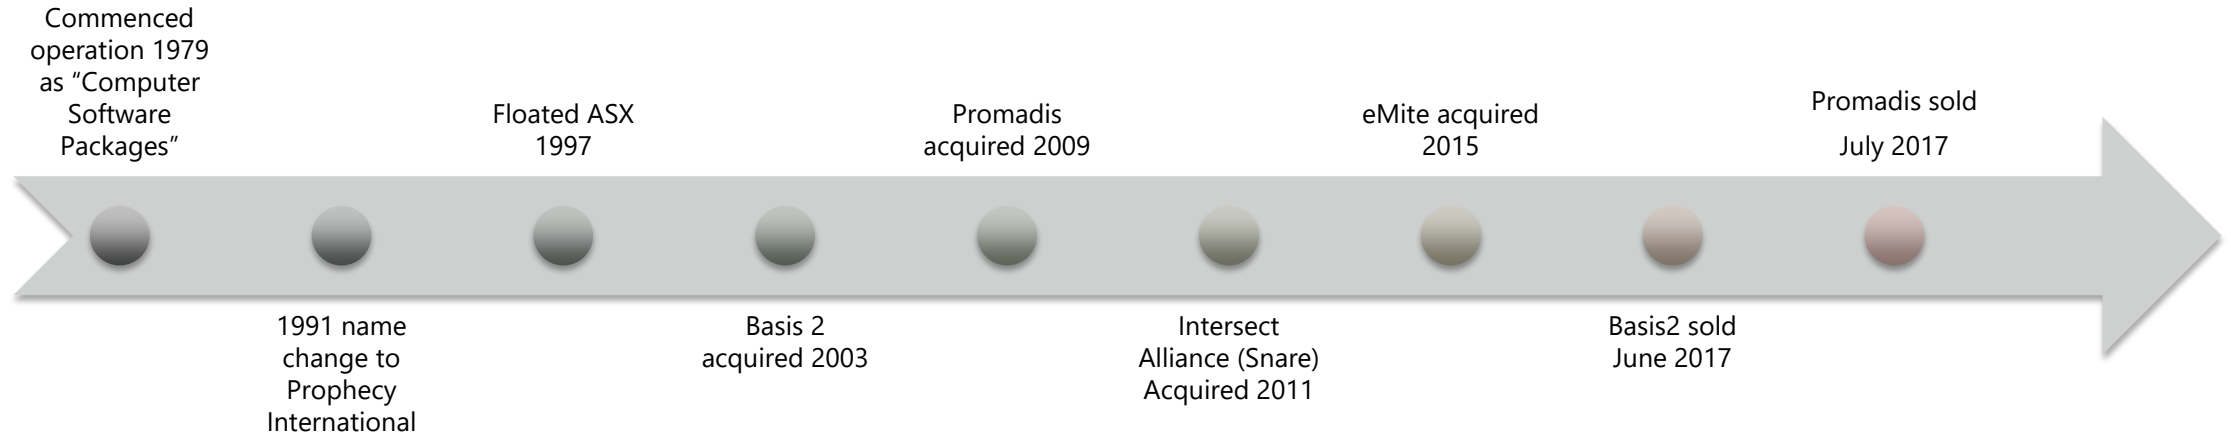 Commenced
operation 1979
as “Computer
Software
Packages”
1991 name
change to
Prophecy
International
Floated ASX
1997
Basis 2
acquired 2003
Promadis
acquired 2009
Intersect
Alliance (Snare)
Acquired 2011
eMite acquired
2015
Basis2 sold
June 2017
Promadis sold
July 2017